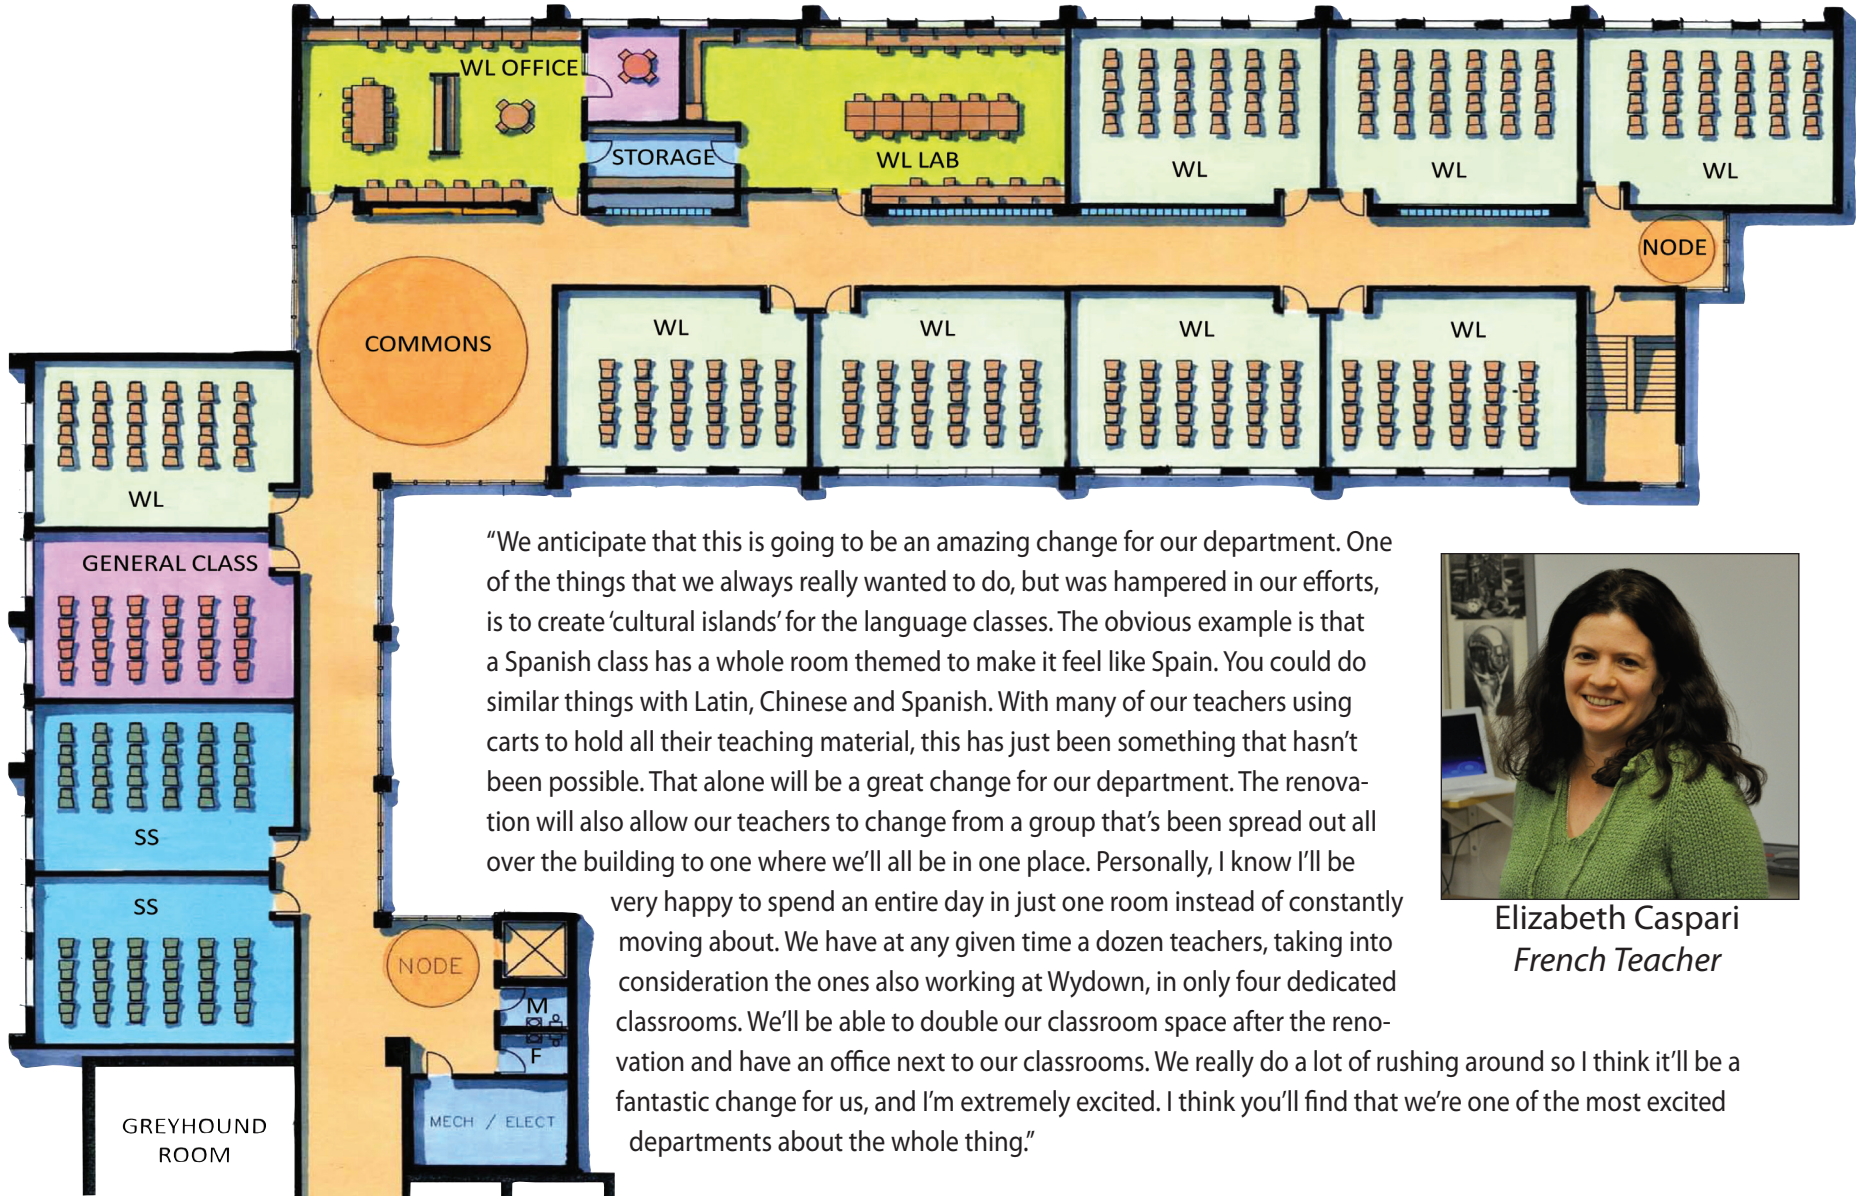 WL OFFICE
STORAGE
WL LAB
WL
WL
WL
NODE
COMMONS
WL
WL
WL
WL
WL
GENERAL CLASS
SS
SS
NODE
M
F
MECH / ELECT
GREYHOUND
ROOM
“We anticipate that this is going to be an amazing change for our department. One
of the things that we always really wanted to do, but was hampered in our efforts,
is to create ‘cultural islands’ for the language classes. The obvious example is that
a Spanish class has a whole room themed to make it feel like Spain. You could do
similar things with Latin, Chinese and Spanish. With many of our teachers using
carts to hold all their teaching material, this has just been something that hasn’t
been possible. That alone will be a great change for our department. The renova-
tion will also allow our teachers to change from a group that’s been spread out all
over the building to one where we’ll all be in one place. Personally, I know I’ll be
very happy to spend an entire day in just one room instead of constantly
moving about. We have at any given time a dozen teachers, taking into
consideration the ones also working at Wydown, in only four dedicated
classrooms. We’ll be able to double our classroom space after the reno-
vation and have an office next to our classrooms. We really do a lot of rushing around so I think it’ll be a
fantastic change for us, and I’m extremely excited. I think you’ll find that we’re one of the most excited
departments about the whole thing.”
Elizabeth Caspari
French Teacher